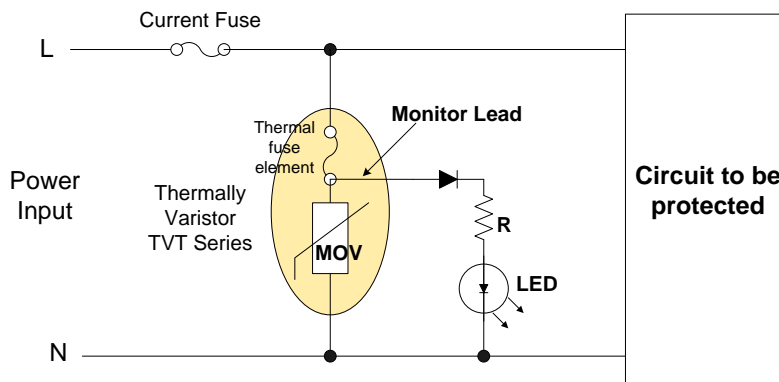 Current Fuse
L
Thermal
fuse
element
Monitor Lead
Power
Input
Thermally
Varistor
TVT Series
MOV
R
LED
Circuit to be
protected
N